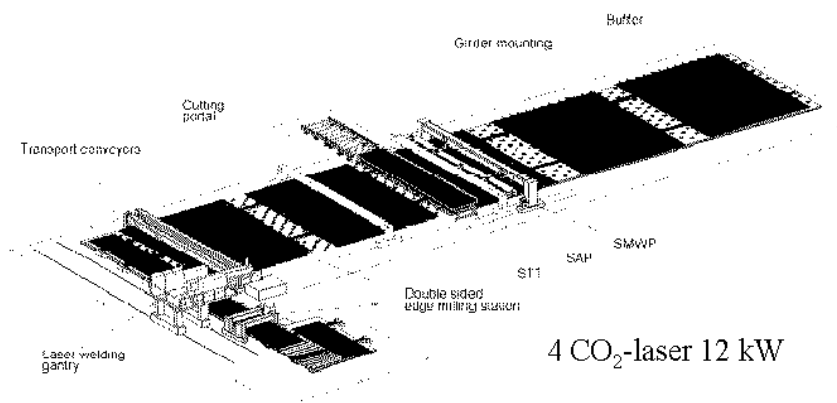 Buffer
Girder mounting
Cutting
portal
Transport conveyors
SMWP
SAP
STT
Double sided
edge milling station
Laser welding
gantry
4 CO₂-laser 12 kW